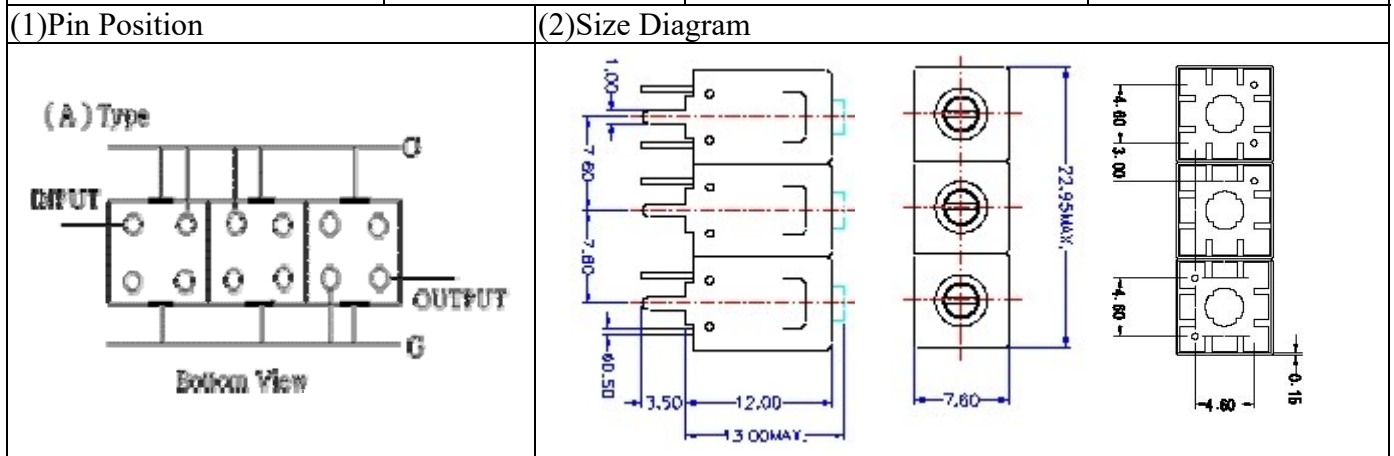 (1)Pin Position
(2)Size Diagram
(A) Type
G
INPUT
OUTPUT
G
Bottom View
1.00
7.60
7.60
Φ0.50
3.50
12.00
13.00MAX.
22.95MAX.
7.60
4.60
3.00
4.60
4.60
0.15